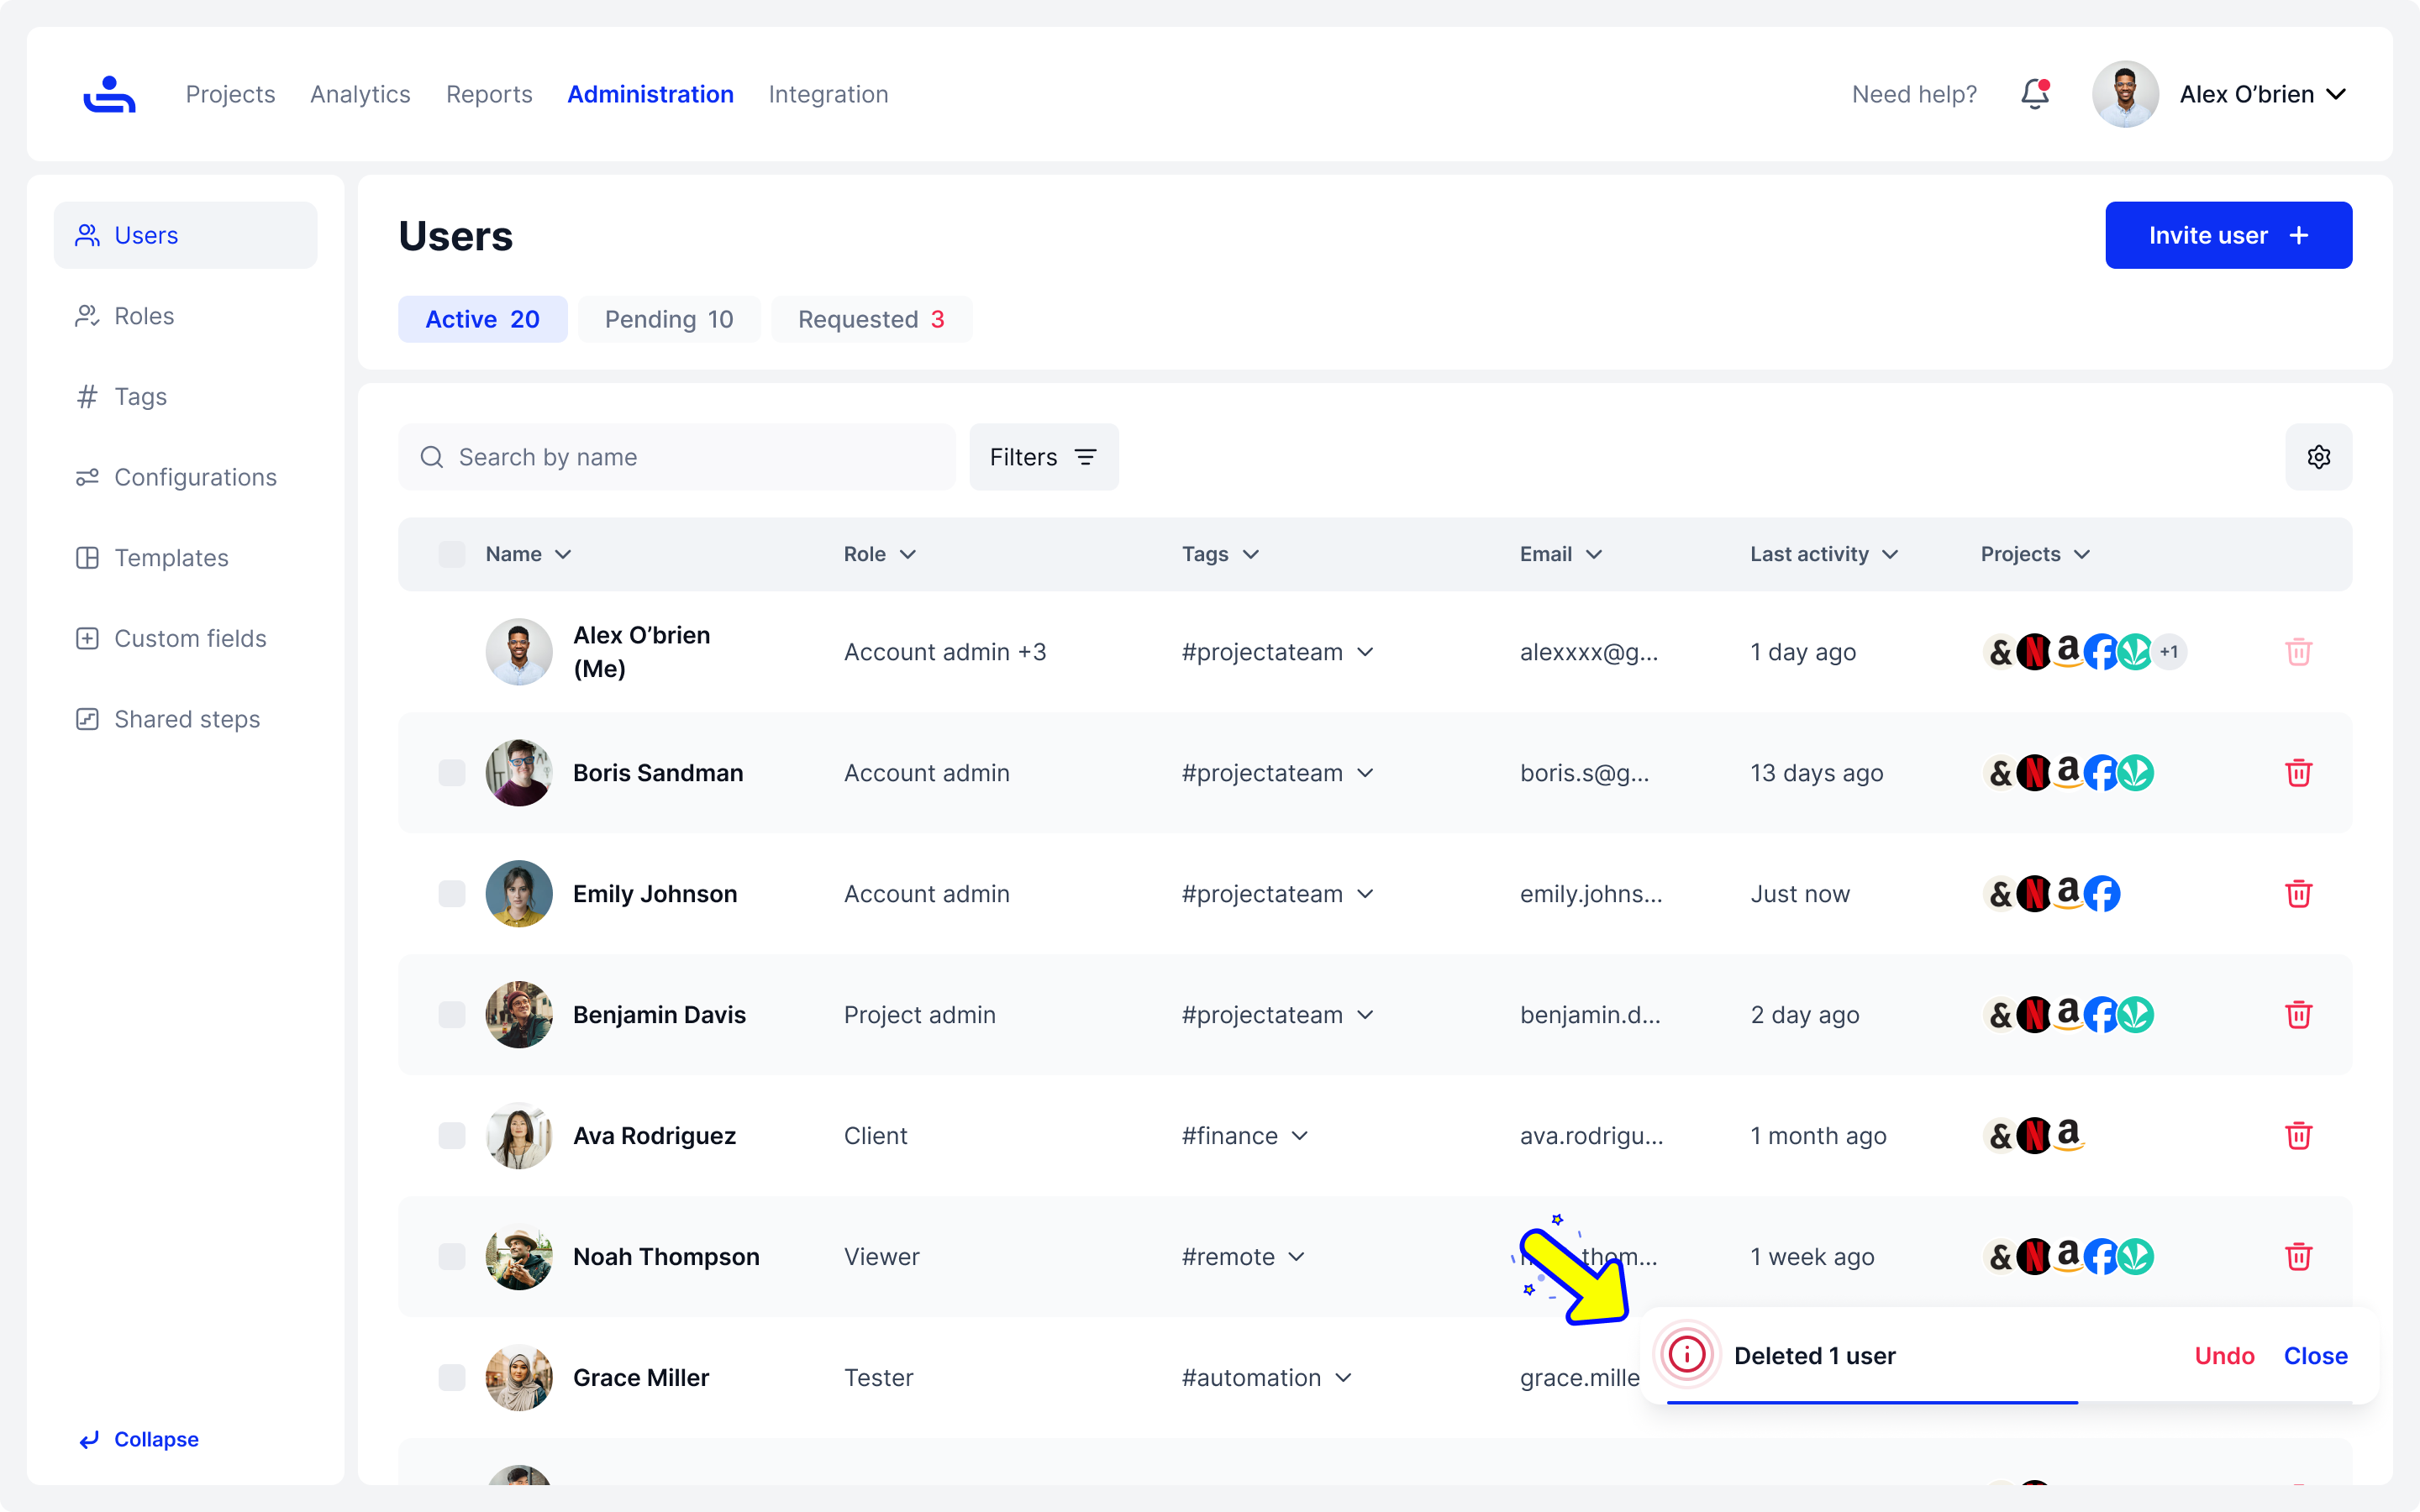 Projects Analytics Reports Administration Integration Need help? Alex O’brien
Users
Roles
Tags
Configurations
Templates
Custom fields
Shared steps
Collapse
Users
Invite user +
Active 20 Pending 10 Requested 3
Search by name Filters
Name Role Tags Email Last activity Projects
Alex O’brien
(Me) Account admin +3 #projectateam alexxxx@g... 1 day ago & N a f +1
Boris Sandman Account admin #projectateam boris.s@g... 13 days ago & N a f
Emily Johnson Account admin #projectateam emily.johns... Just now & N a f
Benjamin Davis Project admin #projectateam benjamin.d... 2 day ago & N a f
Ava Rodriguez Client #finance ava.rodrigu... 1 month ago & N a
Noah Thompson Viewer #remote thom... 1 week ago & N a f
Grace Miller Tester #automation grace.mille
Deleted 1 user Undo Close